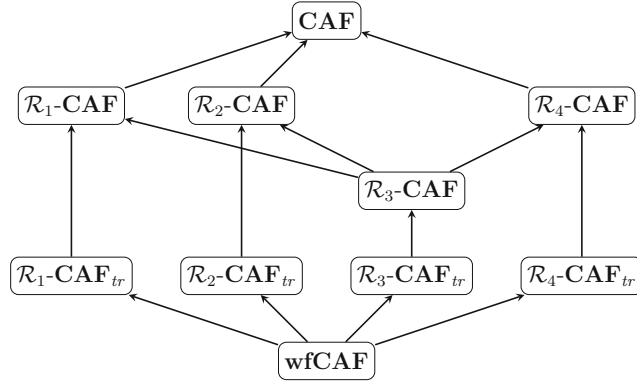 CAF
R₁-CAF R₂-CAF R₄-CAF
R₃-CAF
R₁-CAFₜᵣ R₂-CAFₜᵣ R₃-CAFₜᵣ R₄-CAFₜᵣ
wfCAF